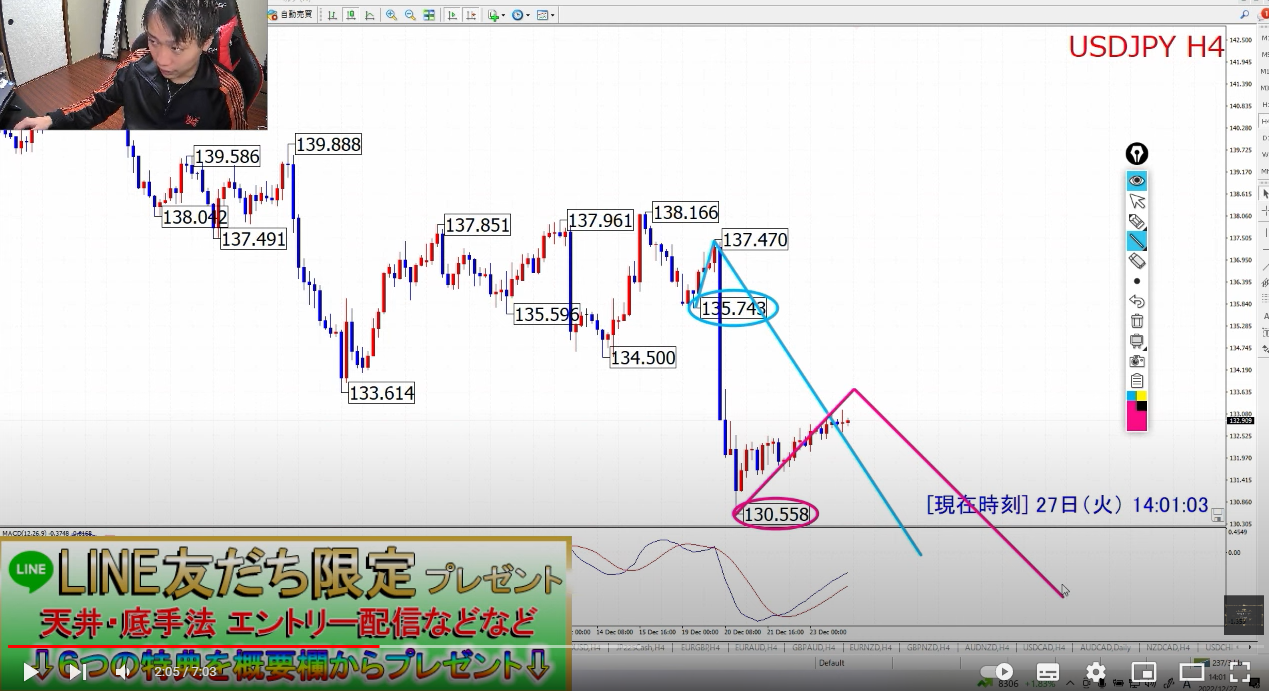 自動売買
USDJPY H4
142.500
141.945
141.390
140.835
140.280
139.725
139.170
138.615
138.060
137.505
136.950
136.395
135.840
135.285
134.745
134.190
133.635
133.080
132.909
132.525
131.970
131.415
130.860
130.305
139.586
139.888
138.042
137.491
137.851
137.961
138.166
137.470
135.743
135.596
134.500
133.614
130.558
[現在時刻] 27日(火) 14:01:03
MACD(12,26,9) -0.3748
0.4549
0.00
LINE
LINE友だち限定 プレゼント
天井・底手法 エントリー配信などなど
↓6つの特典を概要欄からプレゼント↓
14 Dec 08:00
15 Dec 16:00
19 Dec 00:00
20 Dec 08:00
21 Dec 16:00
23 Dec 00:00
EURGBP,H4
EURAUD,H4
GBPAUD,H4
EURNZD,H4
GBPNZD,H4
AUDNZD,H4
USDCAD,H4
AUDCAD,Daily
NZDCAD,H4
2:05 / 7:03
Default
8306 +1.83%
14:01